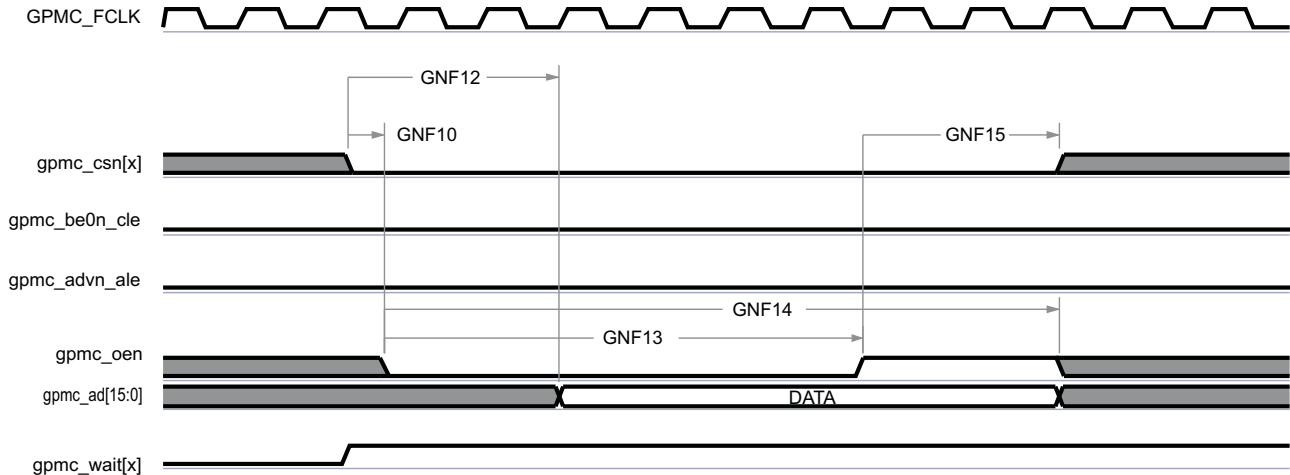 GPMC_FCLK
GNF12
GNF10
GNF15
gpmc_csn[x]
gpmc_be0n_cle
gpmc_advn_ale
GNF14
GNF13
gpmc_oen
gpmc_ad[15:0]
DATA
gpmc_wait[x]